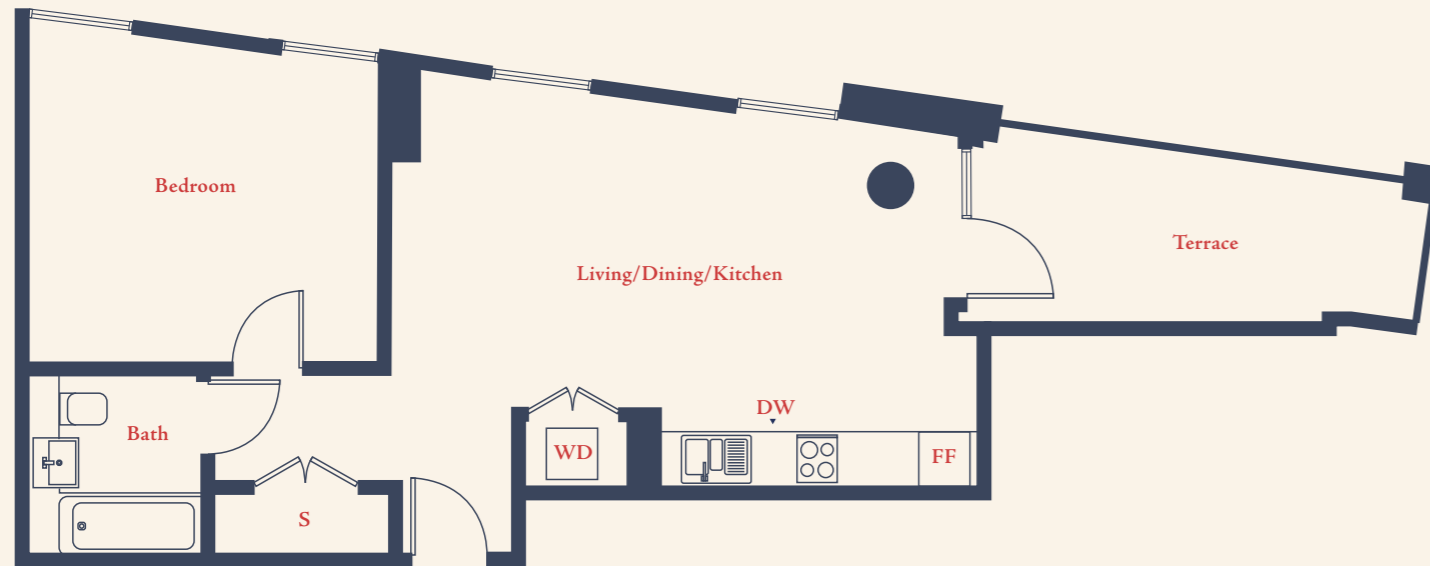 Bedroom
Terrace
Living/Dining/Kitchen
DW
Bath
WD
FF
S